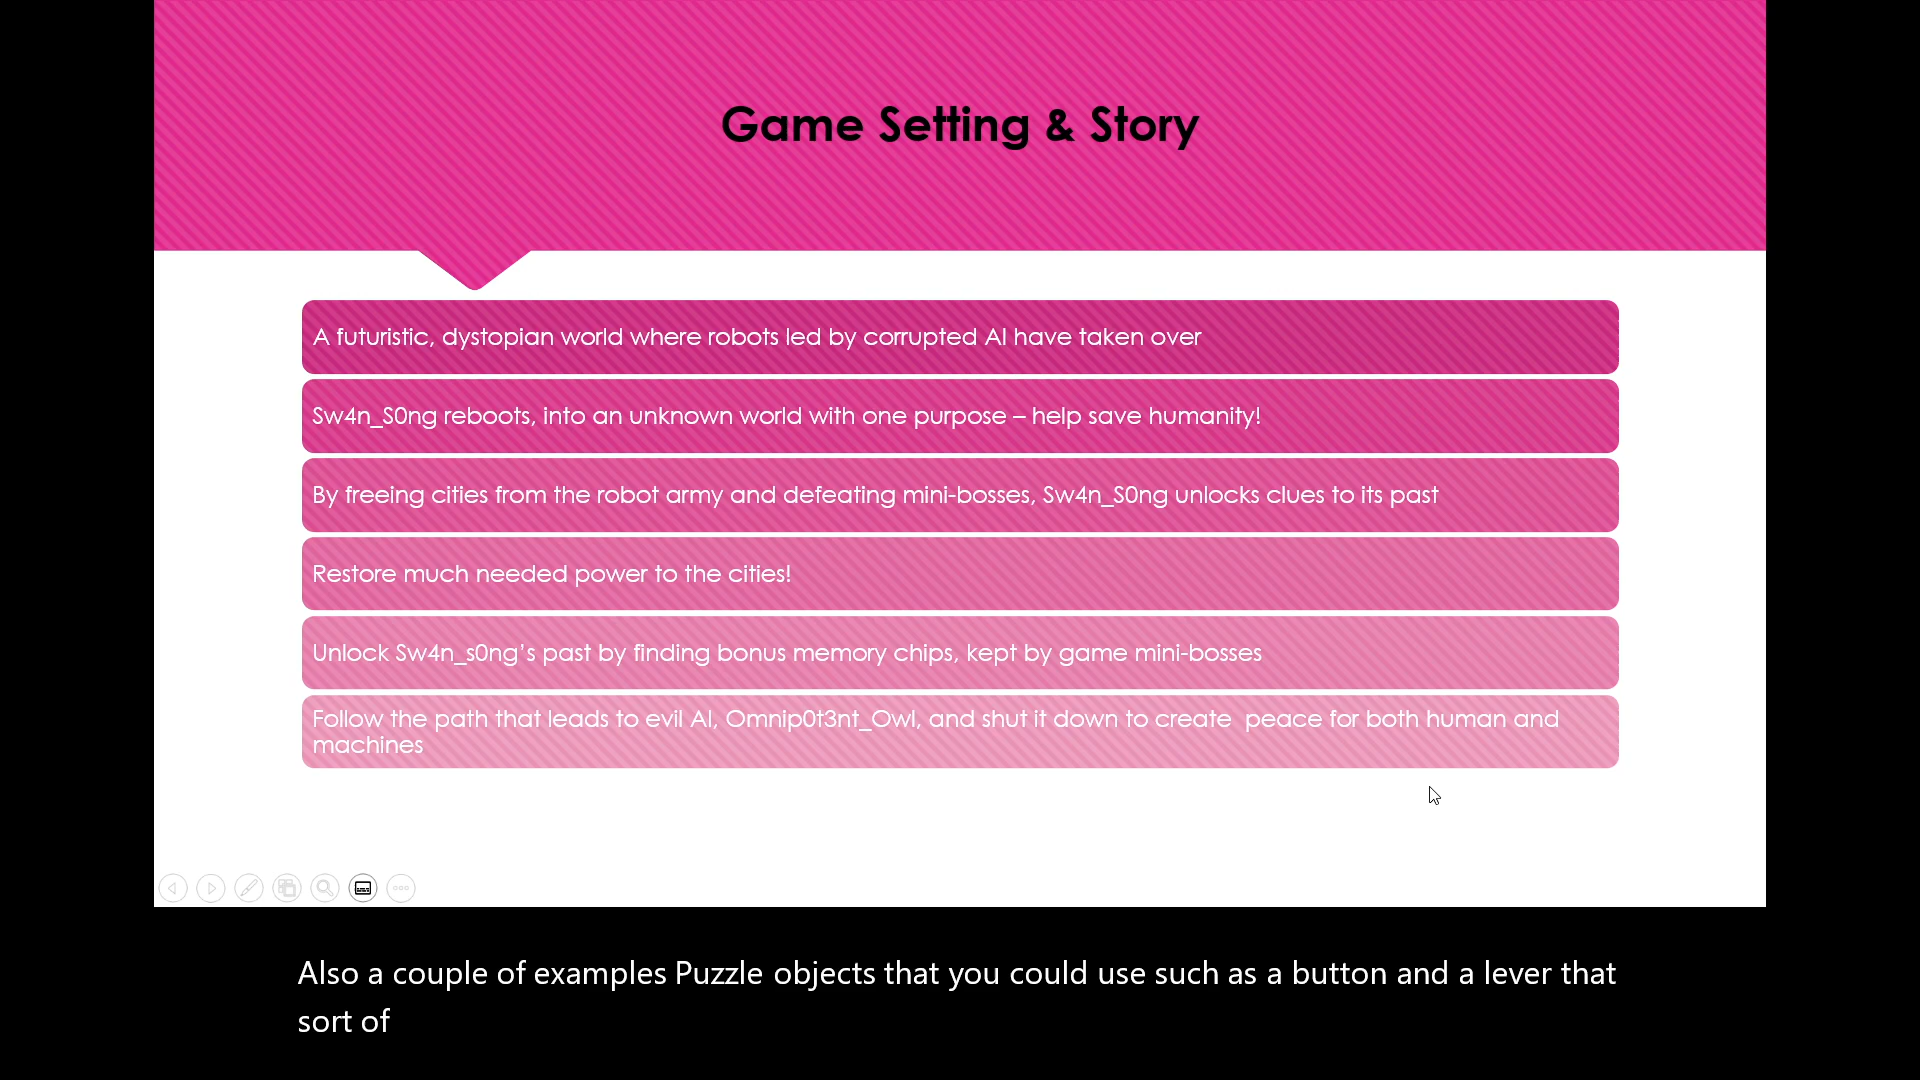 Game Setting & Story
A futuristic, dystopian world where robots led by corrupted AI have taken over
Sw4n_S0ng reboots, into an unknown world with one purpose – help save humanity!
By freeing cities from the robot army and defeating mini-bosses, Sw4n_S0ng unlocks clues to its past
Restore much needed power to the cities!
Unlock Sw4n_s0ng's past by finding bonus memory chips, kept by game mini-bosses
Follow the path that leads to evil AI, Omnip0t3nt_Owl, and shut it down to create  peace for both human and
machines
Also a couple of examples Puzzle objects that you could use such as a button and a lever that
sort of